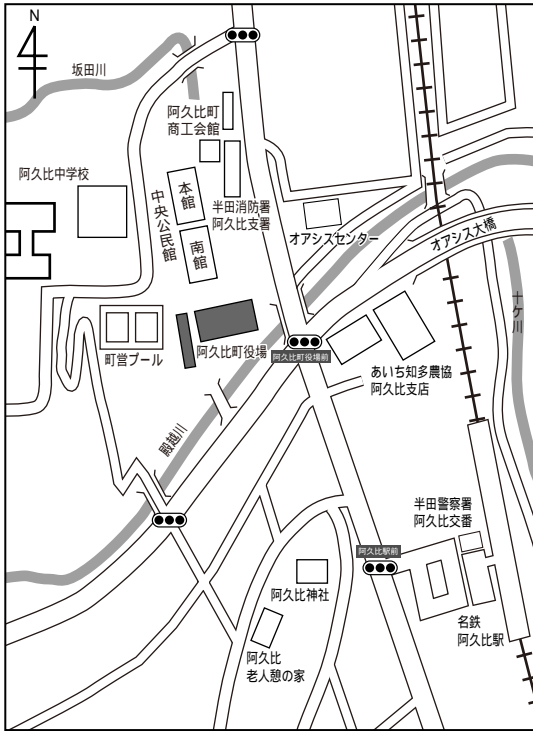 N
坂田川
阿久比町
商工会館
阿久比中学校
本館
中央公民館
半田消防署
阿久比支署
南館
オアシスセンター
オアシス大橋
十ケ川
町営プール
阿久比町役場
阿久比町役場前
あいち知多農協
阿久比支店
殿越川
半田警察署
阿久比交番
阿久比駅前
阿久比神社
名鉄
阿久比駅
阿久比
老人憩の家